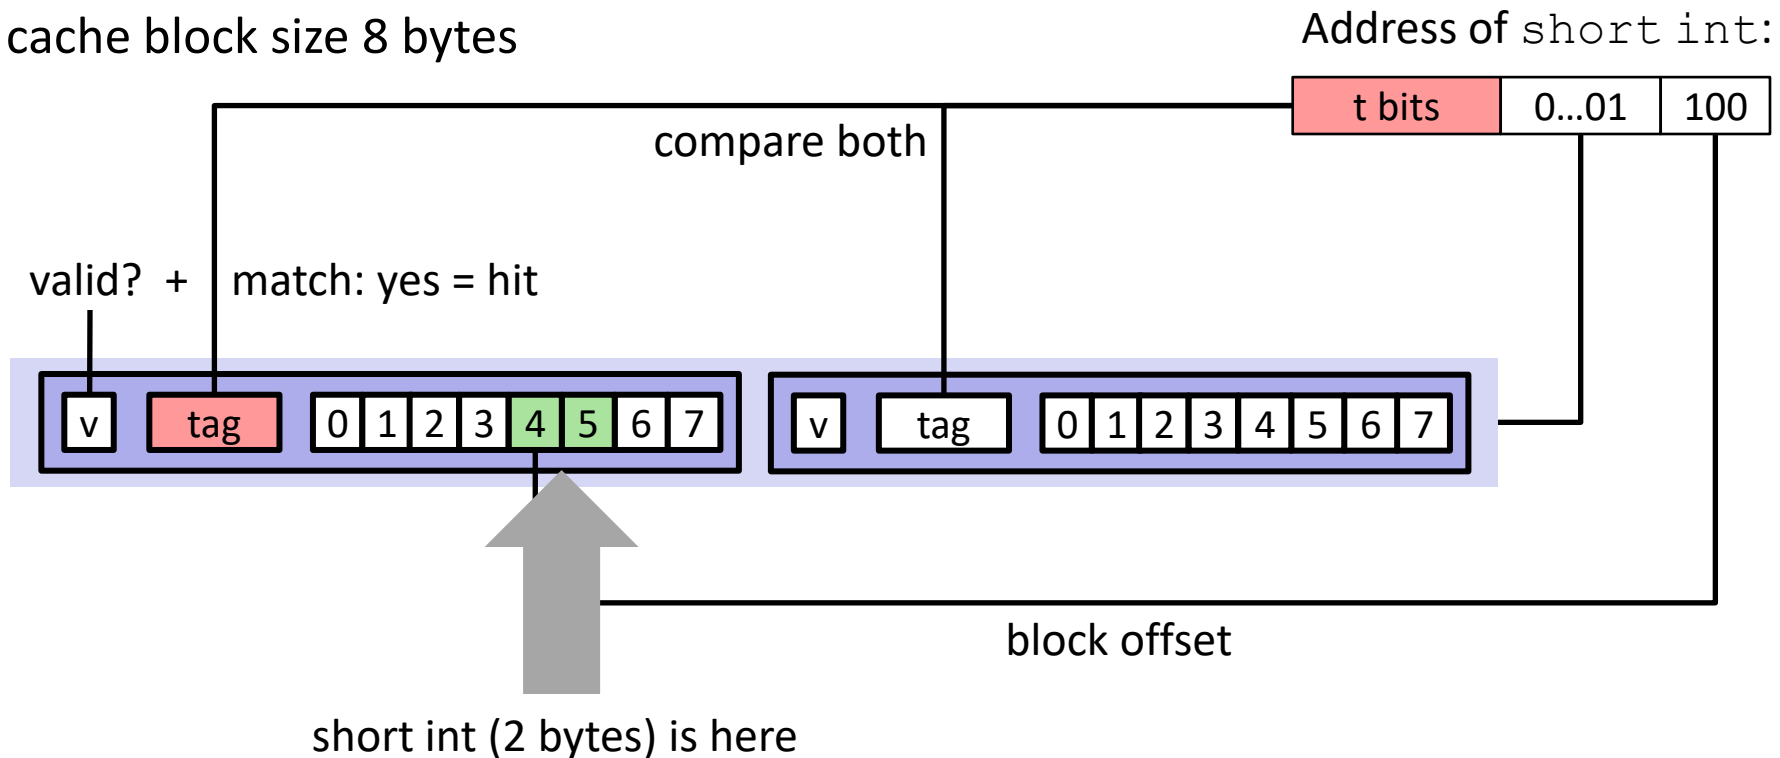 cache block size 8 bytes
Address of short int:
t bits 0...01 100
compare both
valid? + match: yes = hit
v tag 0 1 2 3 4 5 6 7 v tag 0 1 2 3 4 5 6 7
block offset
short int (2 bytes) is here